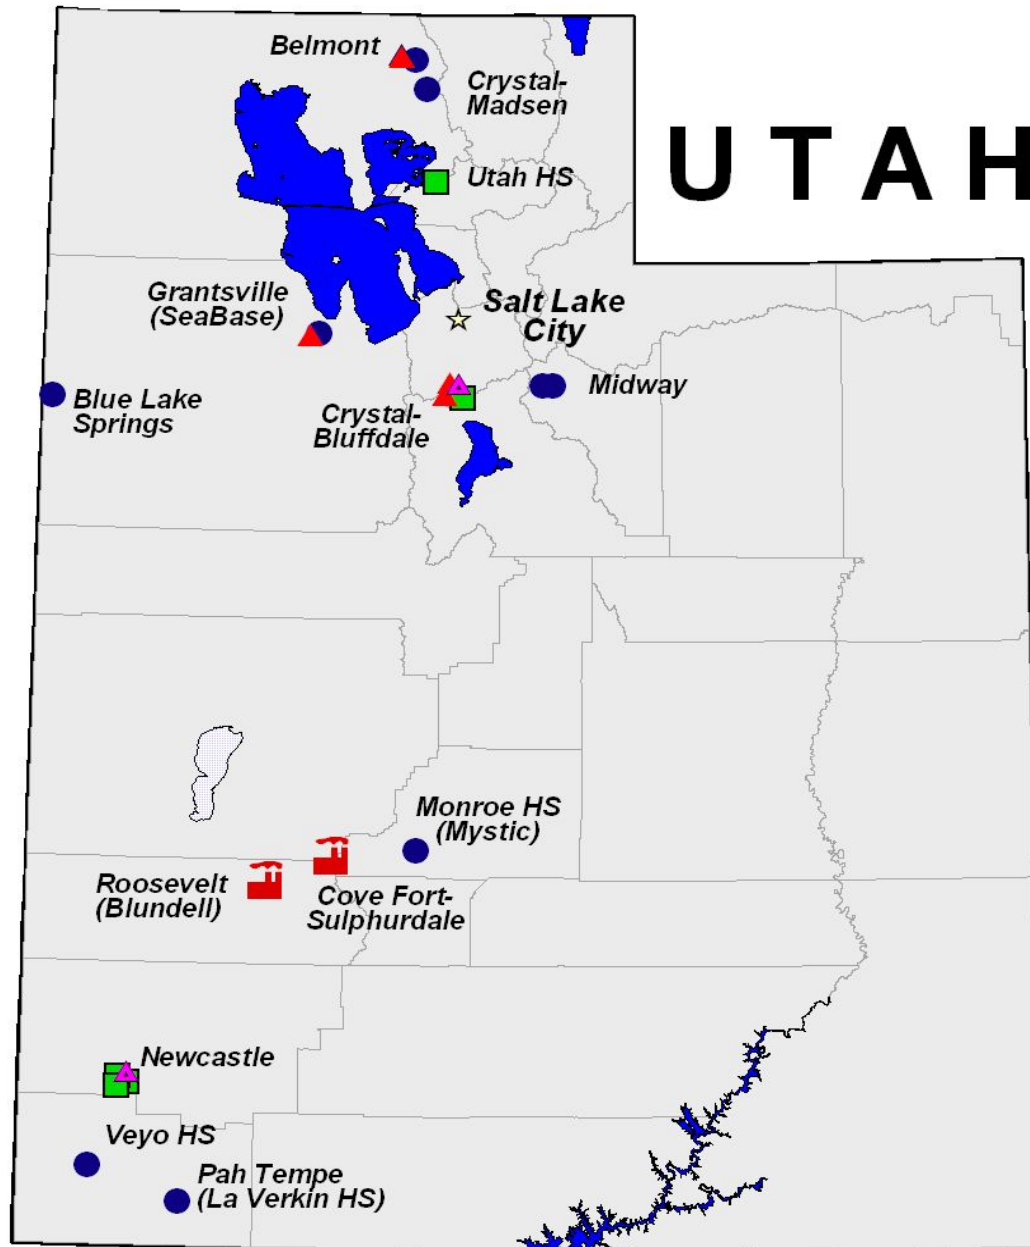 Belmont
Crystal-
Madsen
UTAH
Utah HS
Grantsville
(SeaBase)
Salt Lake
City
Blue Lake
Springs
Midway
Crystal-
Bluffdale
Monroe HS
(Mystic)
Roosevelt
(Blundell)
Cove Fort-
Sulphurdale
Newcastle
Veyo HS
Pah Tempe
(La Verkin HS)